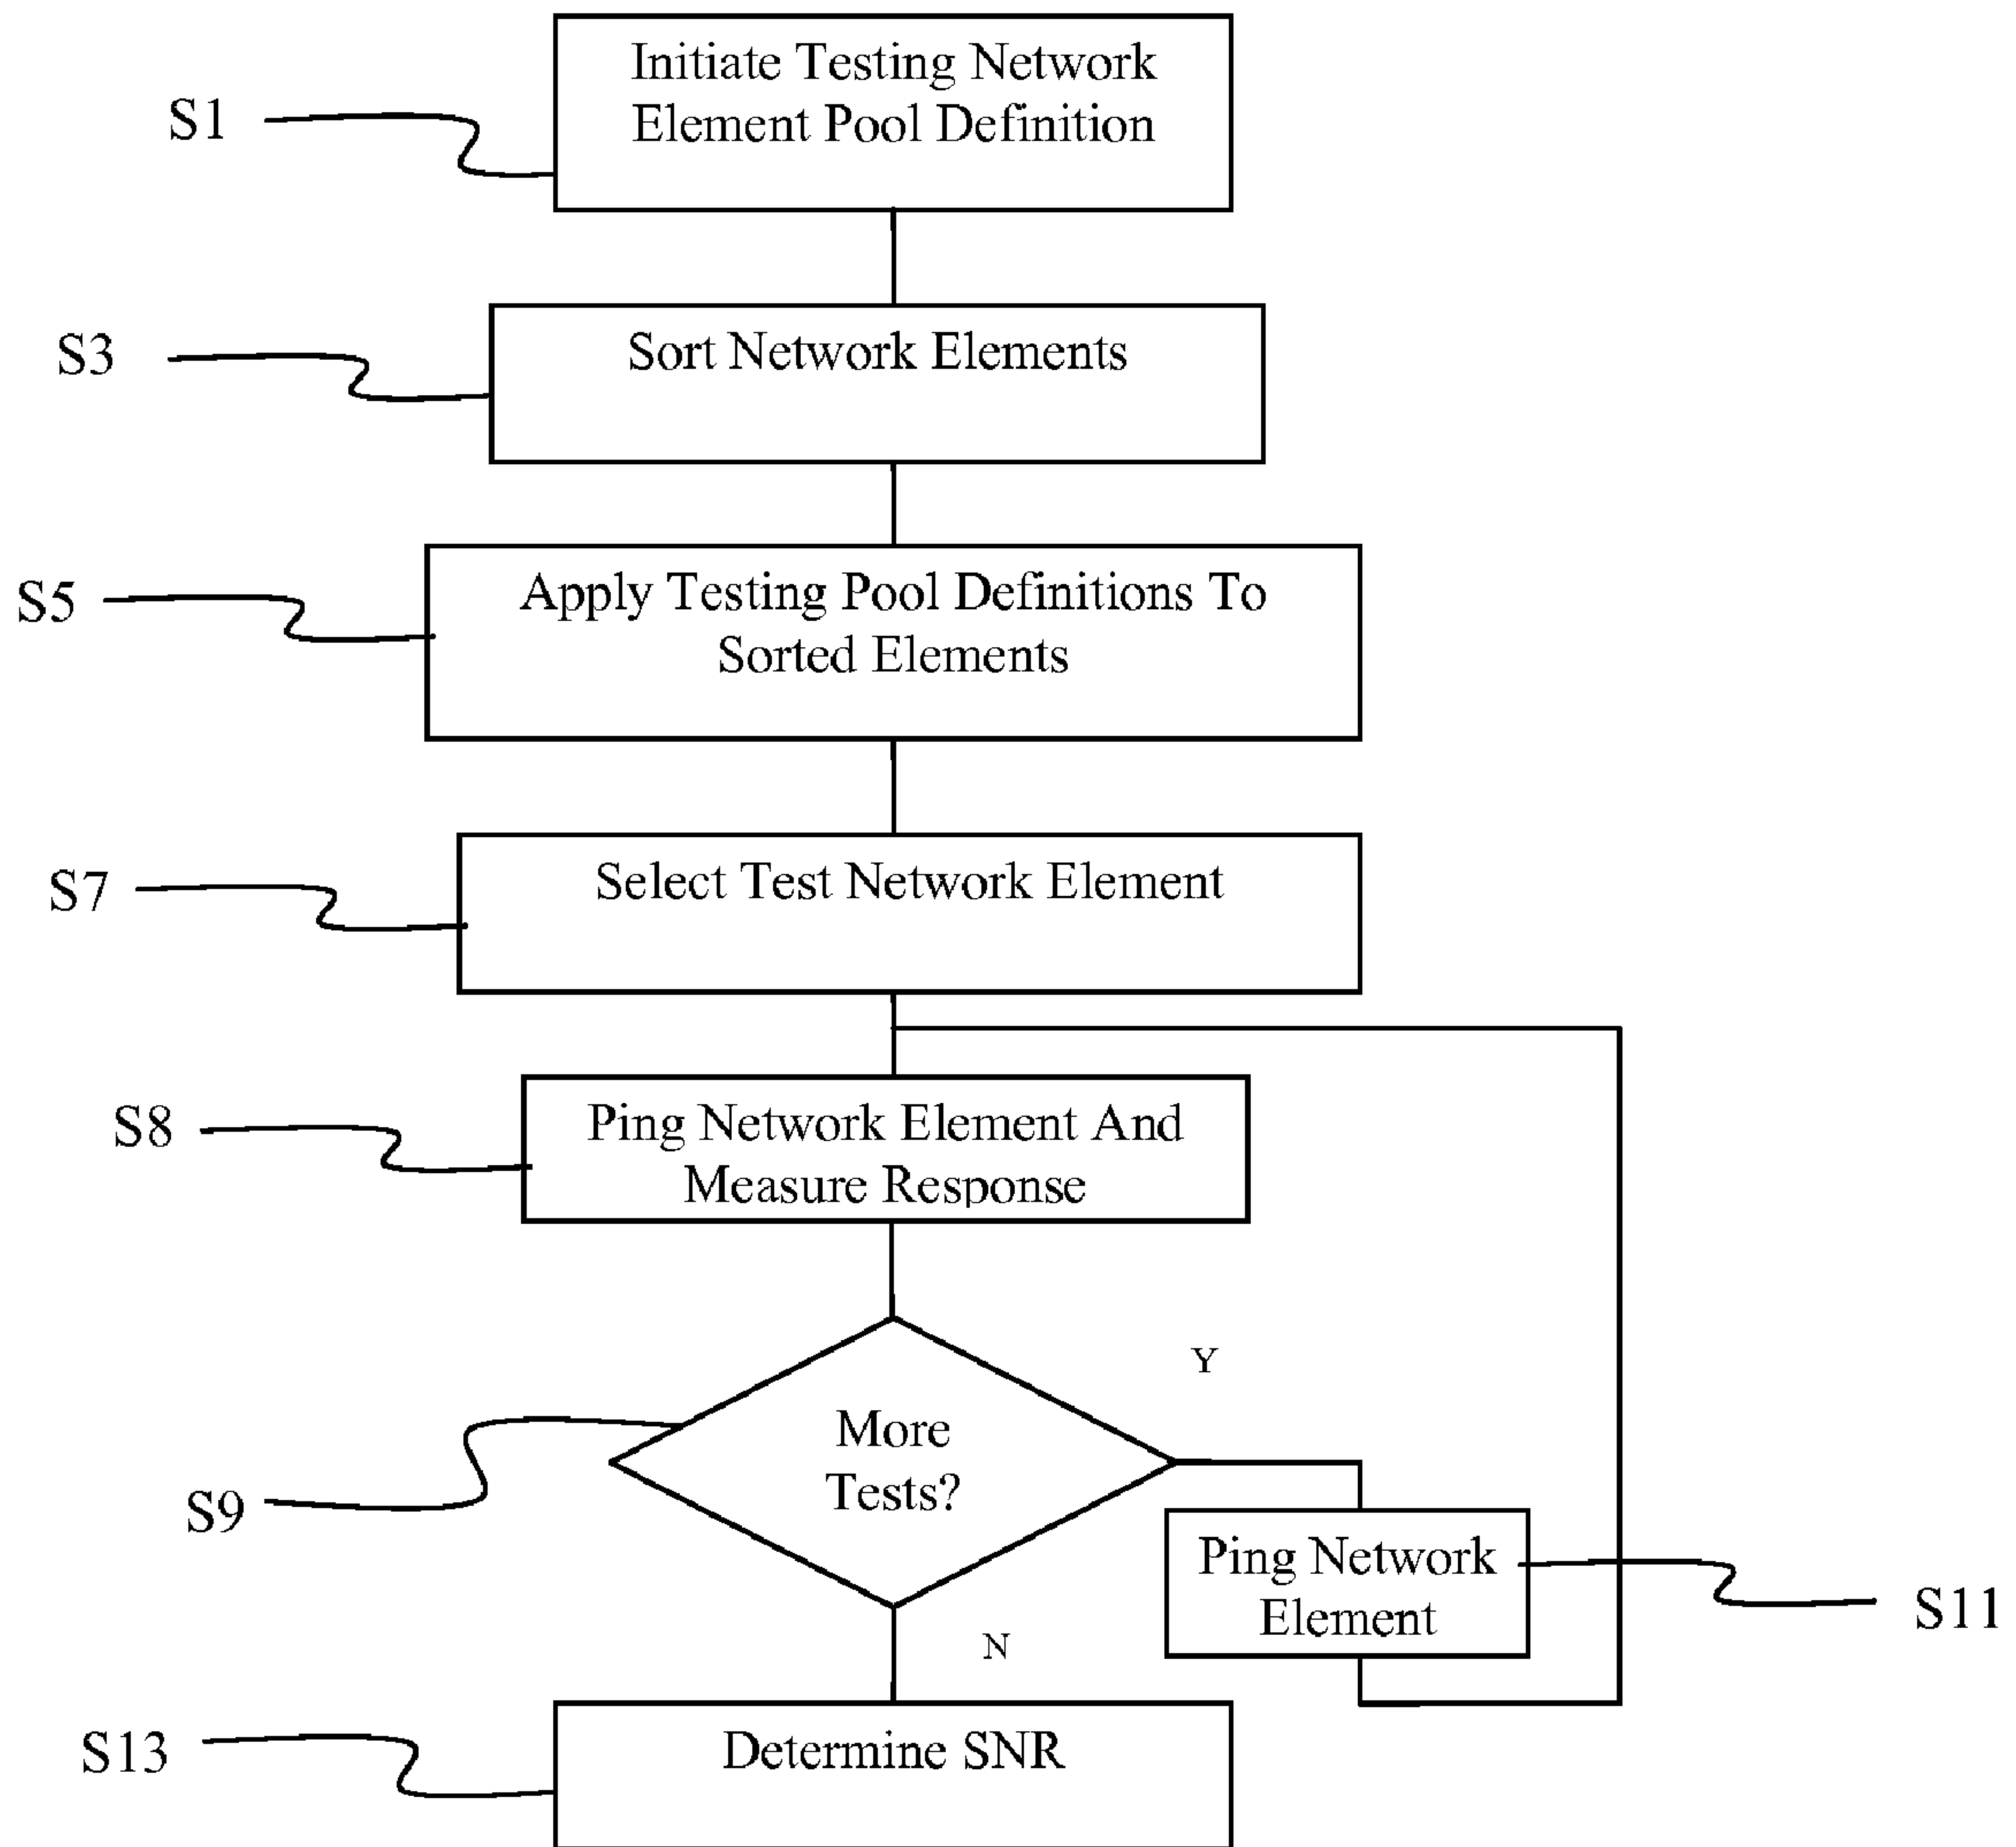 Initiate Testing Network
Element Pool Definition
S1
Sort Network Elements
S3
Apply Testing Pool Definitions To
Sorted Elements
S5
Select Test Network Element
S7
Ping Network Element And
Measure Response
S8
Y
More
Tests?
S9
Ping Network
Element
S11
N
Determine SNR
S13